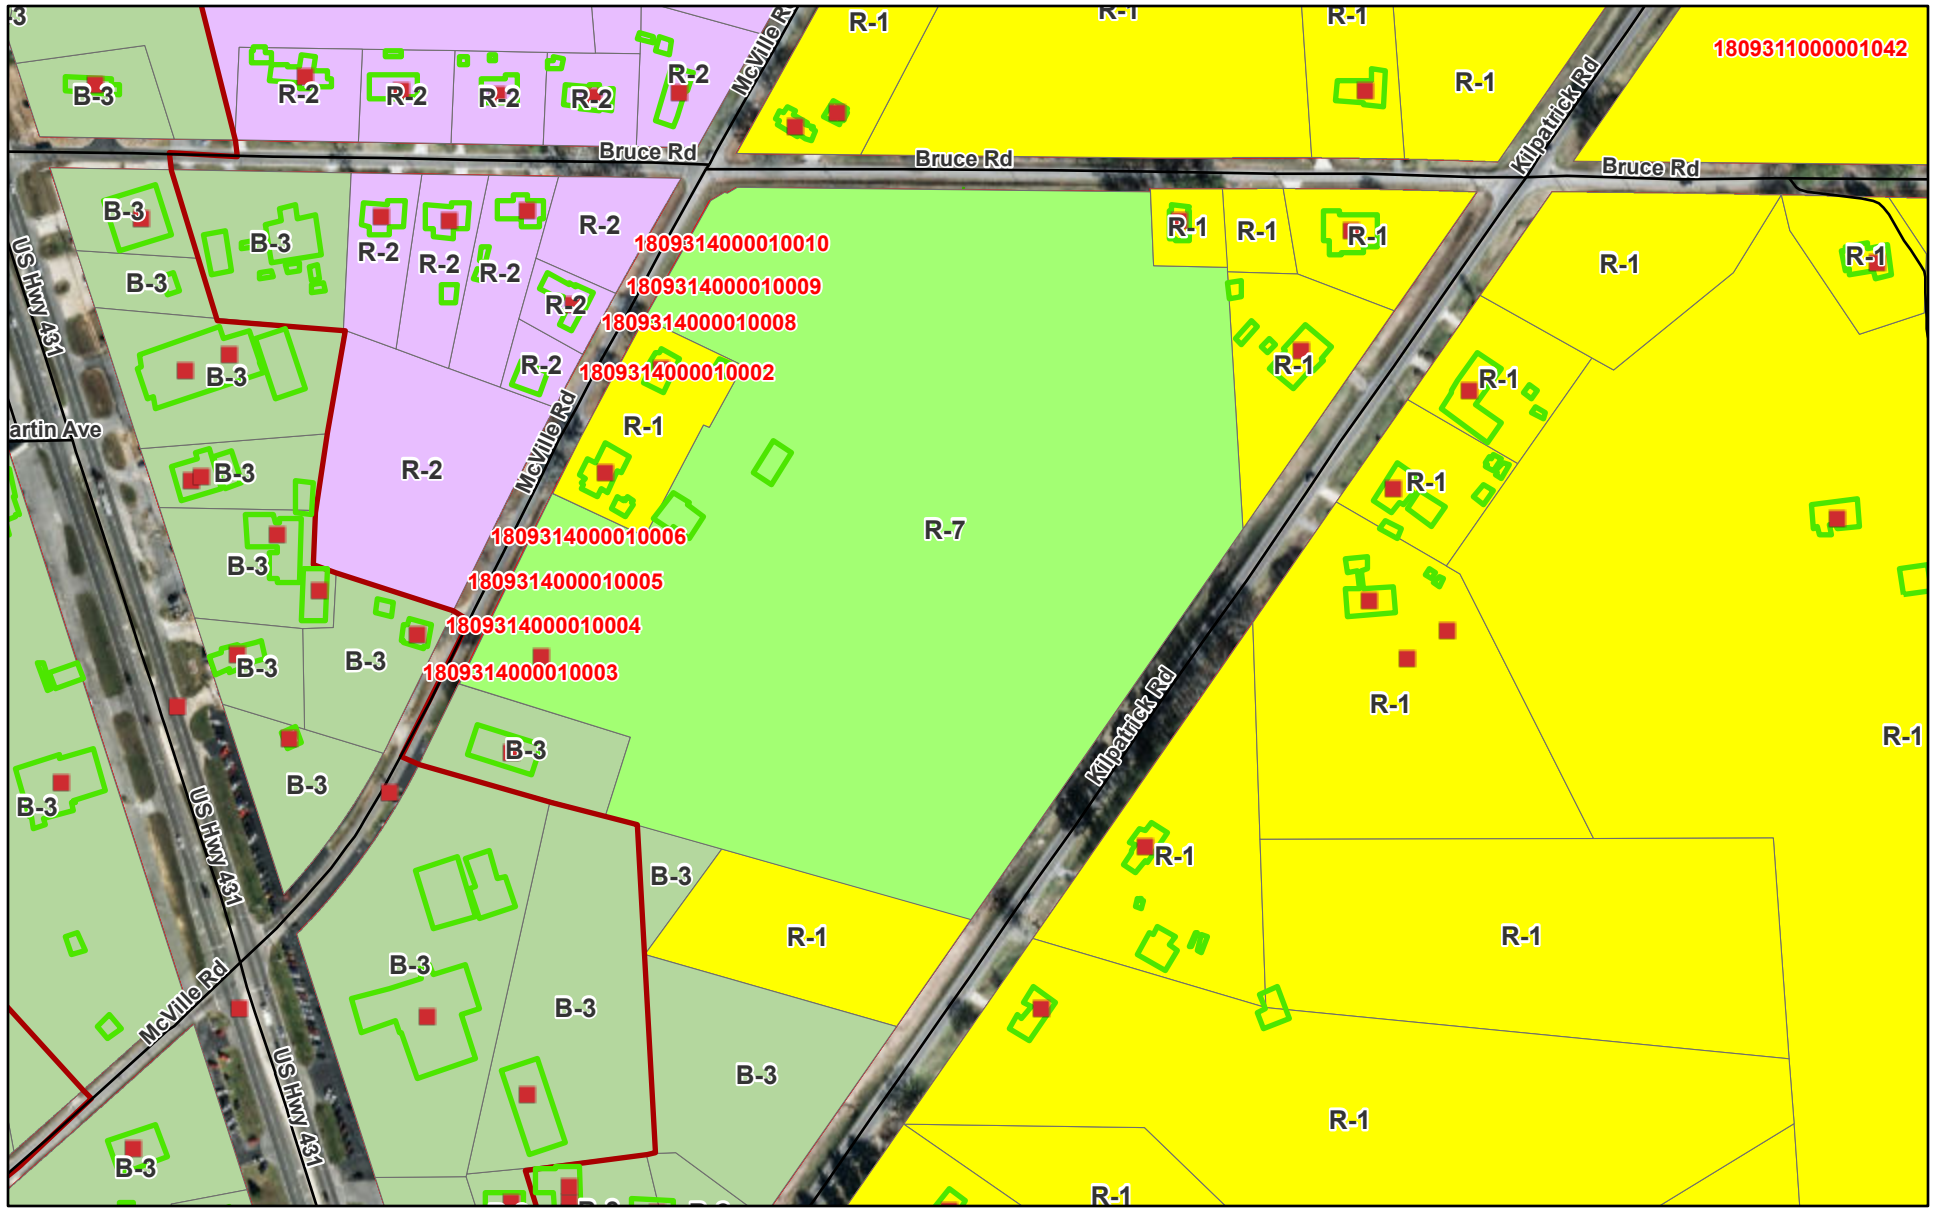 -3
R-1
R-1
R-1
1809311000001042
McVille Rd
R-2
R-1
Kilpatrick Rd
B-3
R-2
R-2
R-2
R-2
Bruce Rd
Bruce Rd
Bruce Rd
B-3
B-3
R-2
R-2
R-2
R-2
1809314000010010
R-1
R-1
R-1
R-1
R-1
US Hwy 431
B-3
R-2
1809314000010009
1809314000010008
B-3
R-2
1809314000010002
R-1
R-1
artin Ave
McVille Rd
R-1
B-3
R-2
R-1
R-7
1809314000010006
B-3
1809314000010005
1809314000010004
B-3
B-3
1809314000010003
R-1
Kilpatrick Rd
R-1
B-3
B-3
B-3
US Hwy 431
R-1
B-3
R-1
R-1
B-3
McVille Rd
B-3
B-3
US Hwy 431
R-1
B-3
R-1